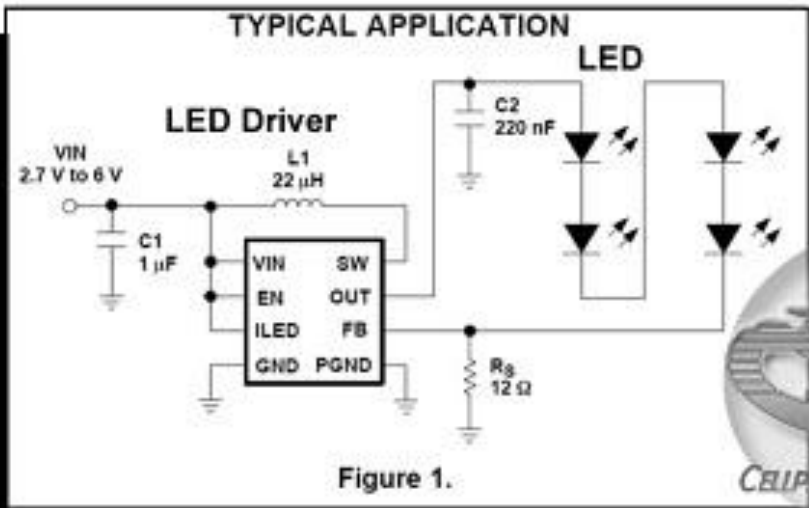 TYPICAL APPLICATION
LED
LED Driver
C2
220 nF
VIN
2.7 V to 6 V
L1
22 µH
C1
1 µF
VIN SW
EN OUT
ILED FB
GND PGND
RS
12 Ω
Figure 1.
CELLP